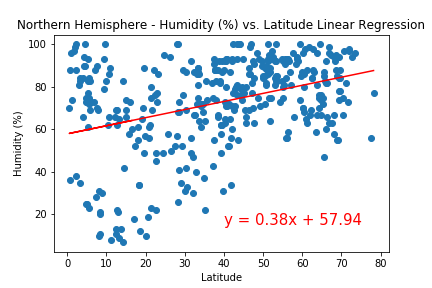 Northern Hemisphere - Humidity (%) vs. Latitude Linear Regression
100
80
60
40
20
Humidity (%)
y = 0.38x + 57.94
0 10 20 30 40 50 60 70 80
Latitude